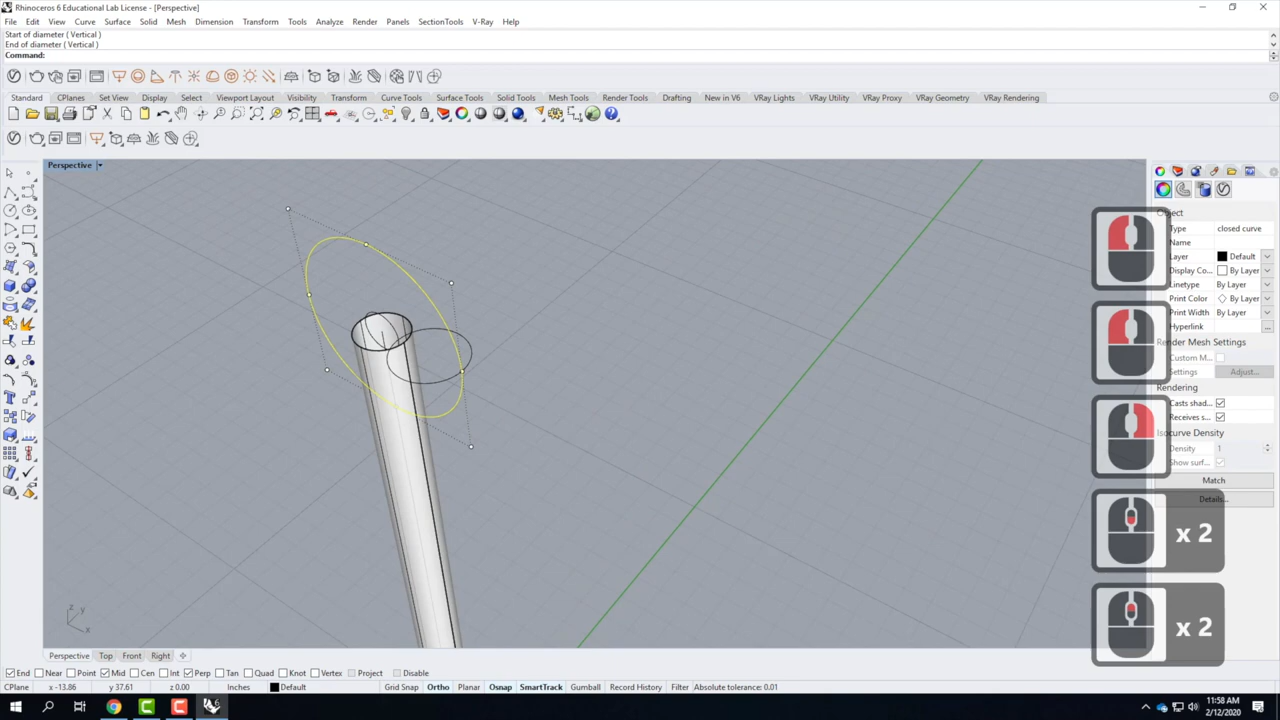 Rhinoceros 6 Educational Lab License - [Perspective]
File Edit View Curve Surface Solid Mesh Dimension Transform Tools Analyze Render Panels SectionTools V-Ray Help
Start of diameter ( Vertical )
End of diameter ( Vertical )
Command:
Standard CPlanes Set View Display Select Viewport Layout Visibility Transform Curve Tools Surface Tools Solid Tools Mesh Tools Render Tools Drafting New in V6 VRay Lights VRay Utility VRay Proxy VRay Geometry VRay Rendering
Perspective
Object
Type closed curve
Name
Layer Default
Display Co... By Layer
Linetype By Layer
Print Color By Layer
Print Width By Layer
Hyperlink ...
Render Mesh Settings
Custom M...
Settings Adjust...
Rendering
Casts shad...
Receives s...
Isocurve Density
Density 1
Show surf...
Match
Details...
x 2
x 2
z y
x
Perspective Top Front Right
End Near Point Mid Cen Int Perp Tan Quad Knot Vertex Project Disable
CPlane x -13.86 y 37.61 z 0.00 Inches Default Grid Snap Ortho Planar Osnap SmartTrack Gumball Record History Filter Absolute tolerance: 0.01
11:58 AM
2/12/2020